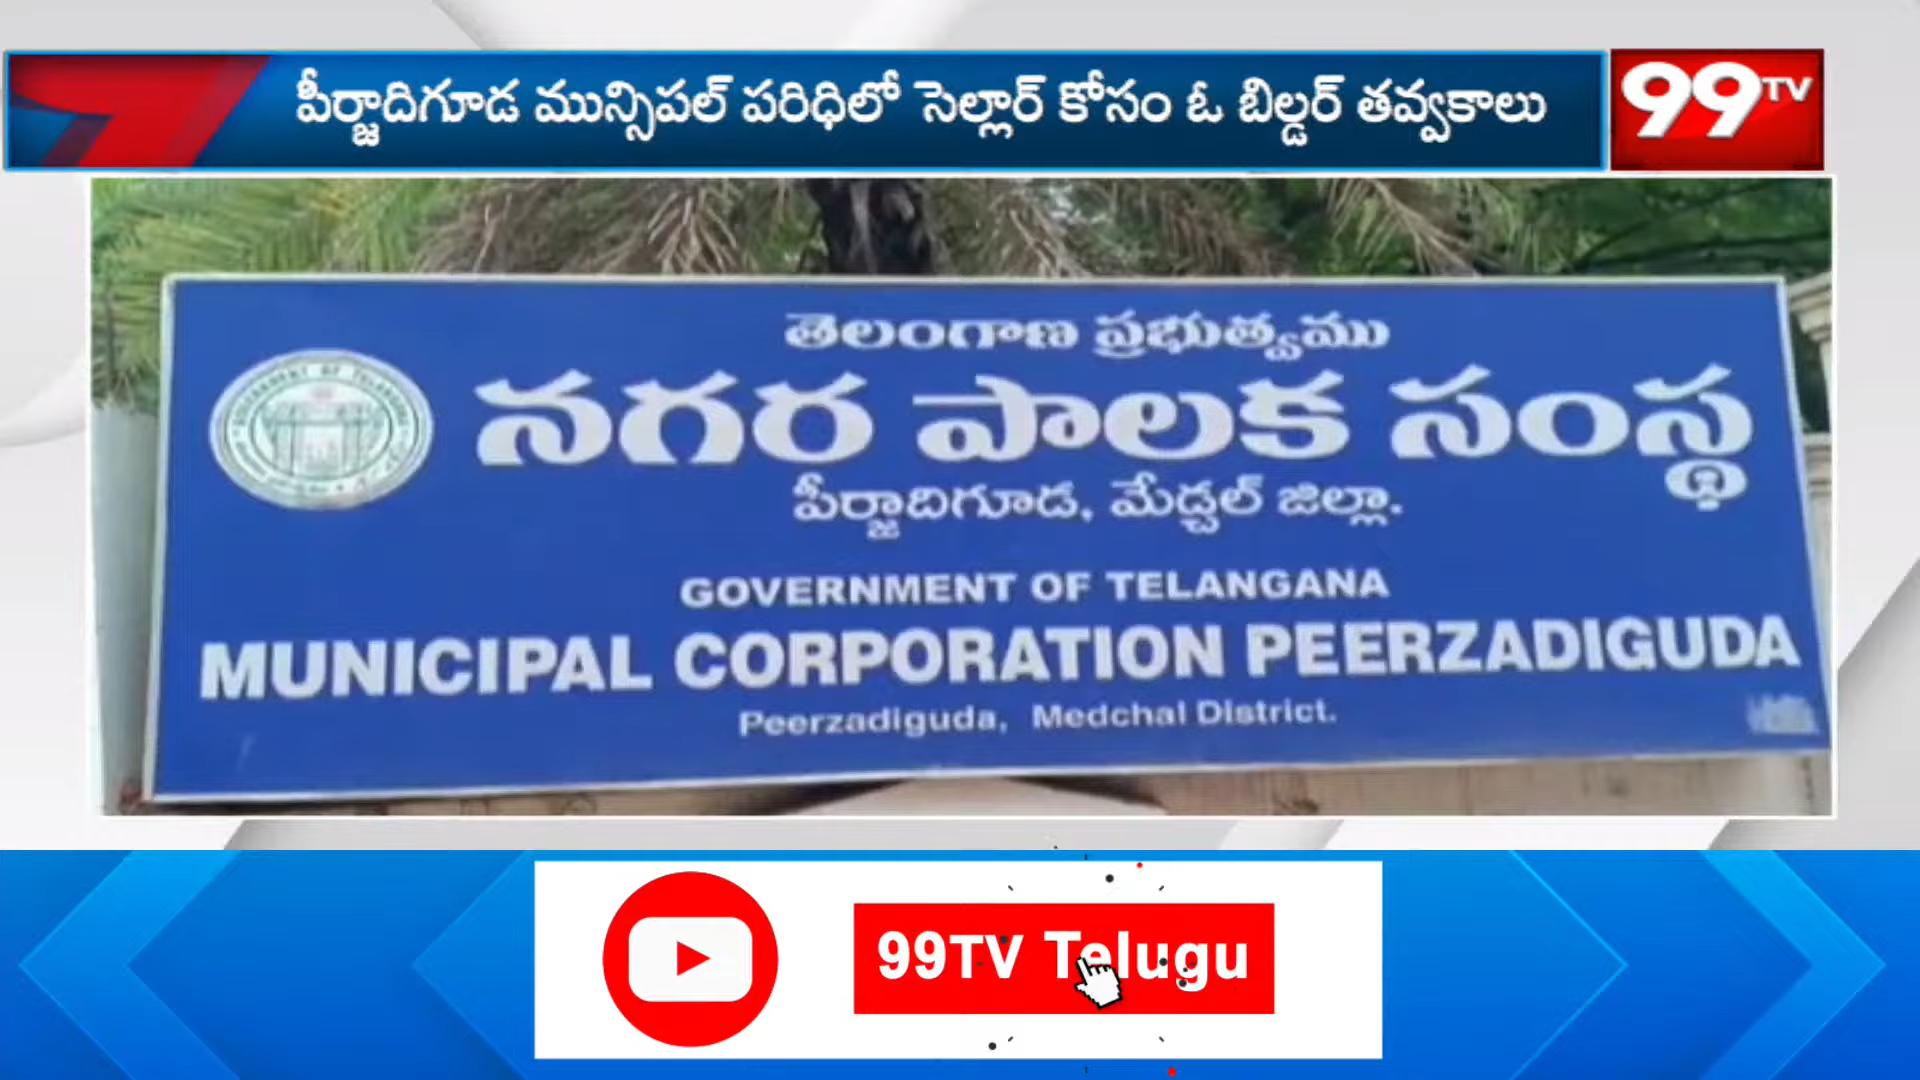 పీర్జాదిగూడ మున్సిపల్ పరిధిలో సెల్లార్ కోసం ఓ బిల్డర్ తవ్వకాలు
99TV
తెలంగాణ ప్రభుత్వము
నగర పాలక సంస్థ
పీర్జాదిగూడ, మేడ్చల్ జిల్లా.
GOVERNMENT OF TELANGANA
MUNICIPAL CORPORATION PEERZADIGUDA
Peerzadiguda, Medchal District.
99TV Telugu